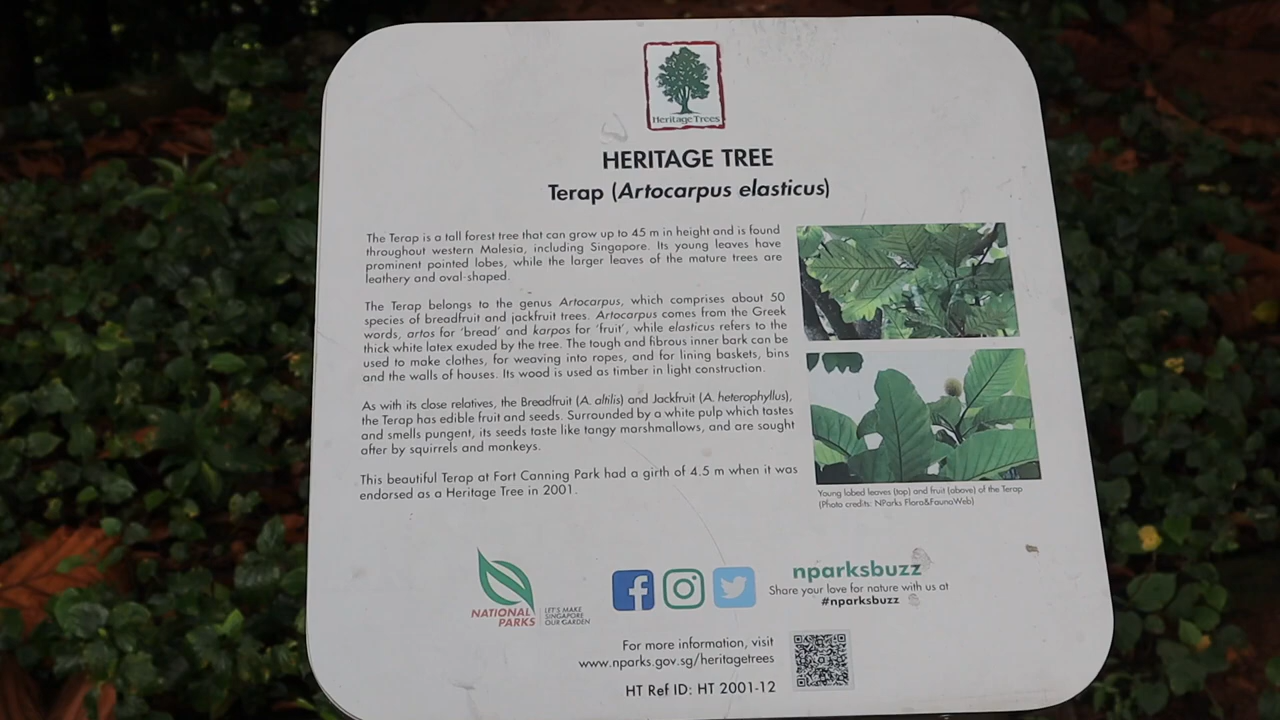 Heritage Trees
HERITAGE TREE
Terap (Artocarpus elasticus)
The Terap is a tall forest tree that can grow up to 45 m in height and is found
throughout western Malesia, including Singapore. Its young leaves have
prominent pointed lobes, while the larger leaves of the mature trees are
leathery and oval-shaped.
The Terap belongs to the genus Artocarpus, which comprises about 50
species of breadfruit and jackfruit trees. Artocarpus comes from the Greek
words, artos for 'bread' and karpos for 'fruit', while elasticus refers to the
thick white latex exuded by the tree. The tough and fibrous inner bark can be
used to make clothes, for weaving into ropes, and for lining baskets, bins
and the walls of houses. Its wood is used as timber in light construction.
As with its close relatives, the Breadfruit (A. altilis) and Jackfruit (A. heterophyllus),
the Terap has edible fruit and seeds. Surrounded by a white pulp which tastes
and smells pungent, its seeds taste like tangy marshmallows, and are sought
after by squirrels and monkeys.
This beautiful Terap at Fort Canning Park had a girth of 4.5 m when it was
endorsed as a Heritage Tree in 2001.
Young lobed leaves (top) and fruit (above) of the Terap
(Photo credits: NParks Flora&FaunaWeb)
NATIONAL
PARKS
LET'S MAKE
SINGAPORE
OUR GARDEN
nparksbuzz
Share your love for nature with us at
#nparksbuzz
For more information, visit
www.nparks.gov.sg/heritagetrees
HT Ref ID: HT 2001-12